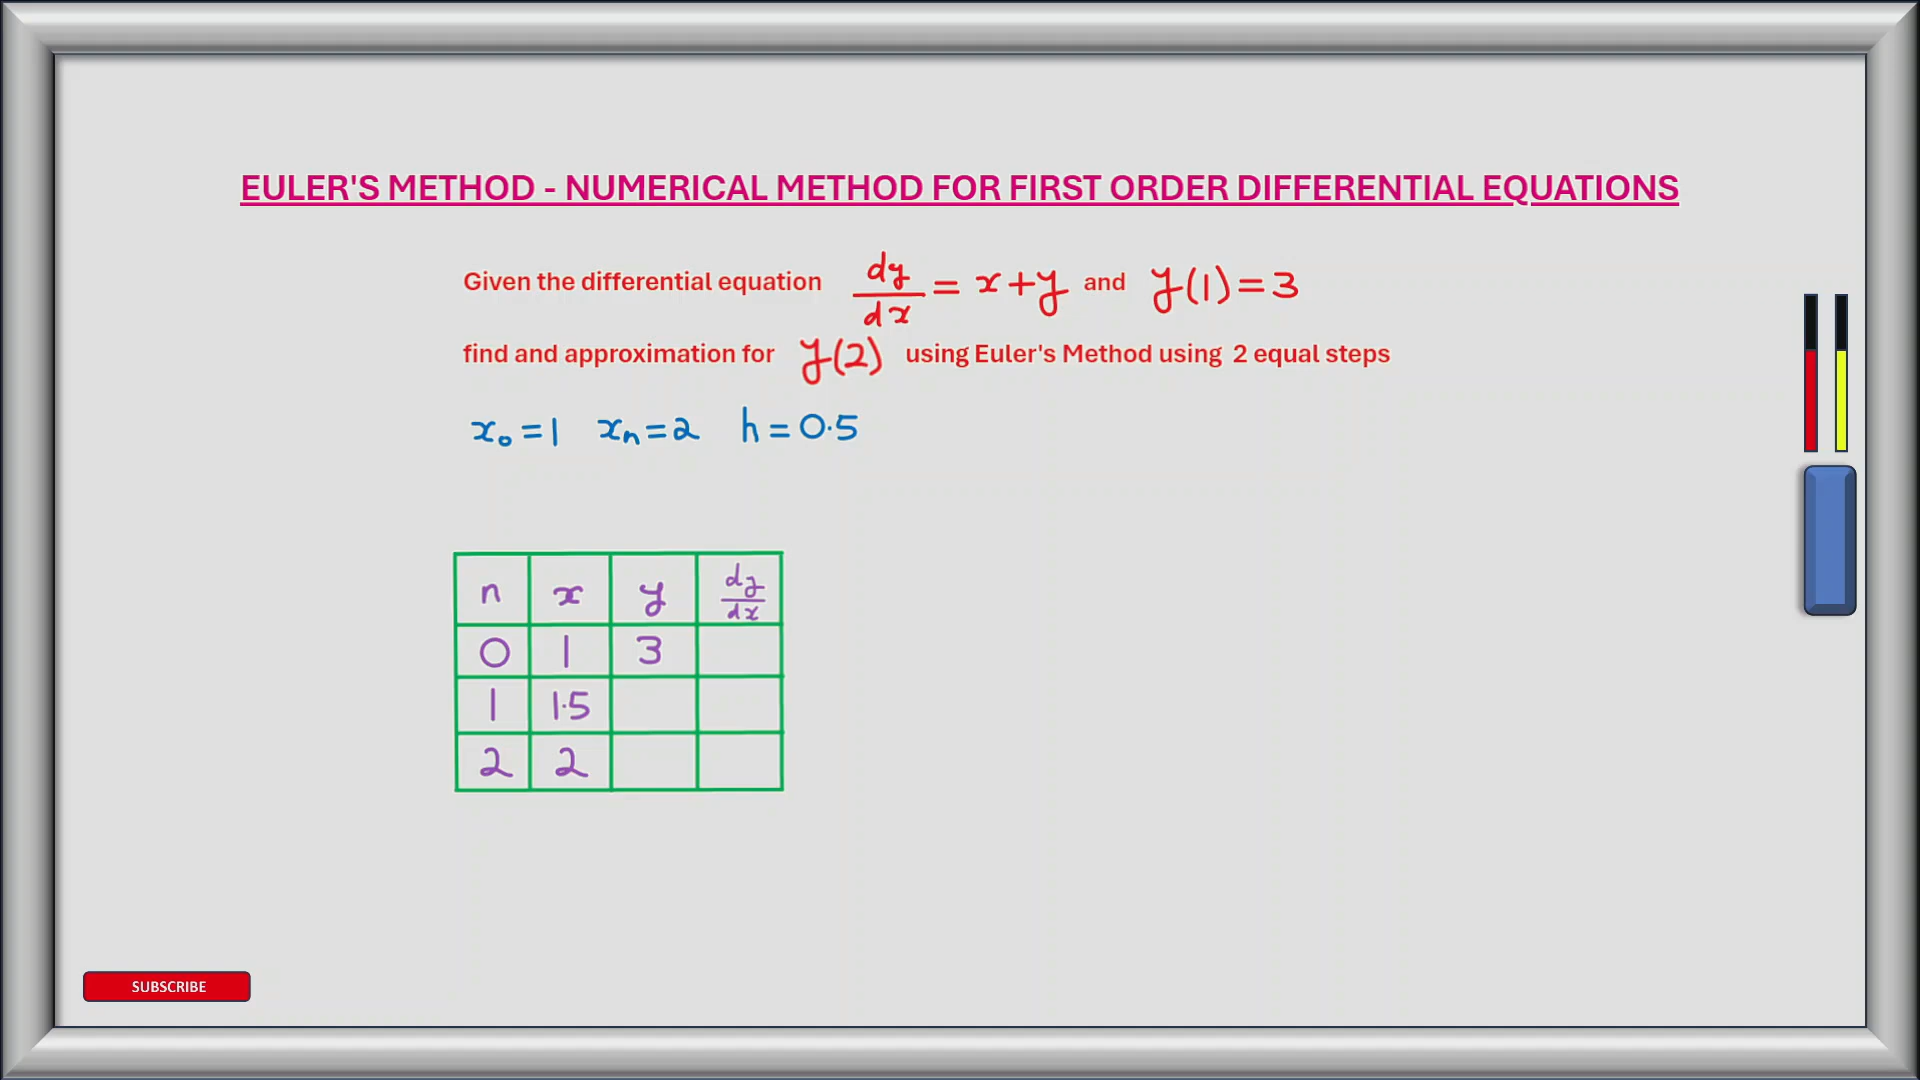 EULER'S METHOD - NUMERICAL METHOD FOR FIRST ORDER DIFFERENTIAL EQUATIONS
Given the differential equation dy/dx = x+y and y(1)=3
find and approximation for y(2) using Euler's Method using 2 equal steps
x₀=1 xₙ=2 h=0·5
n x y dy/dx
0 1 3
1 1·5
2 2
SUBSCRIBE